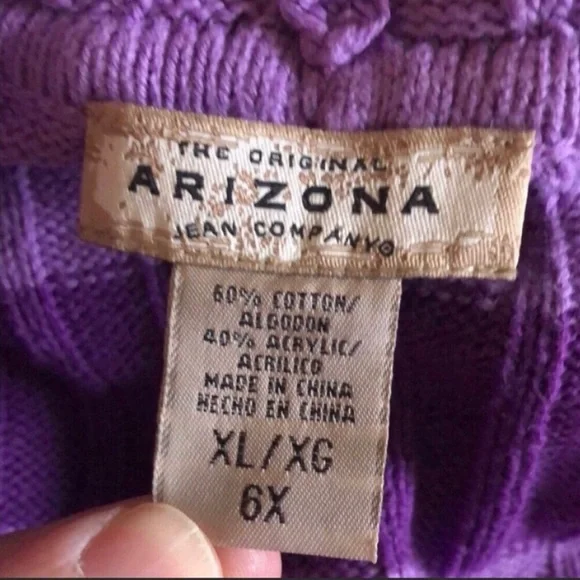 THE ORIGINAL
ARIZONA
JEAN COMPANY®
60% COTTON/
ALGODON
40% ACRYLIC/
ACRILICO
MADE IN CHINA
HECHO EN CHINA
XL/XG
6X